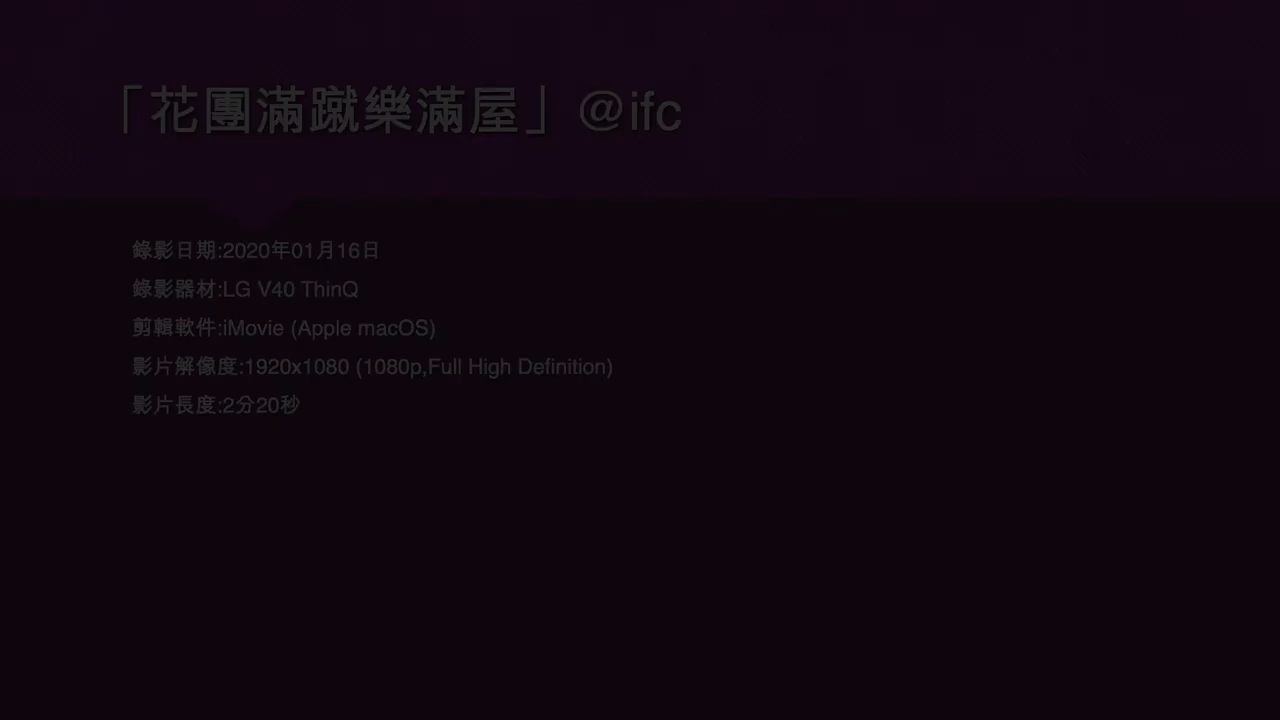 「花團滿蹴樂滿屋」@ifc
錄影日期:2020年01月16日
錄影器材:LG V40 ThinQ
剪輯軟件:iMovie (Apple macOS)
影片解像度:1920x1080 (1080p,Full High Definition)
影片長度:2分20秒